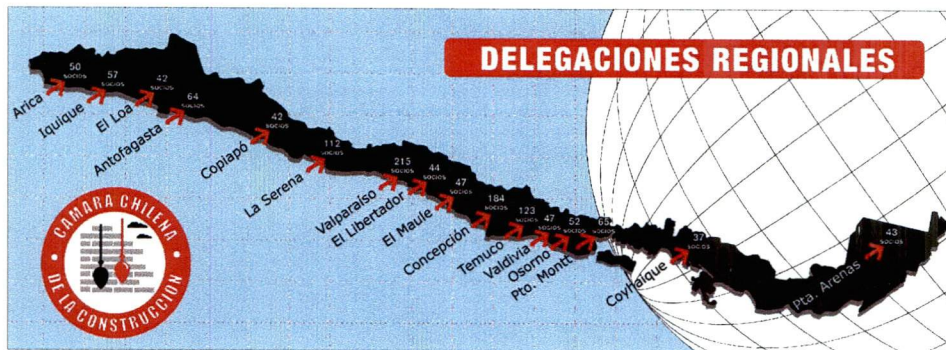 DELEGACIONES REGIONALES
50
SOCIOS
Arica
57
SOCIOS
Iquique
42
SOCIOS
El Loa
64
SOCIOS
Antofagasta
42
SOCIOS
Copiapó
112
SOCIOS
La Serena
215
SOCIOS
Valparaíso
44
SOCIOS
El Libertador
47
SOCIOS
El Maule
184
SOCIOS
Concepción
123
SOCIOS
Temuco
47
SOCIOS
Valdivia
52
SOCIOS
Osorno
65
SOCIOS
Pto. Montt
37
SOCIOS
Coyhaique
43
SOCIOS
Pta. Arenas
CAMARA CHILENA
DE LA CONSTRUCCION